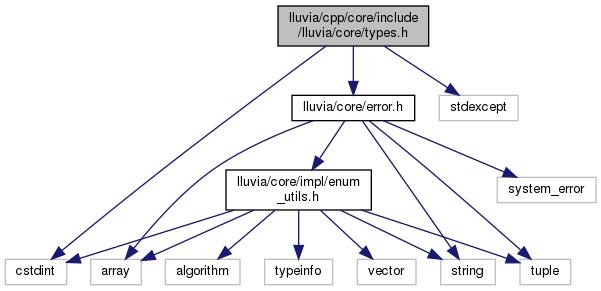 lluvia/cpp/core/include
/lluvia/core/types.h
lluvia/core/error.h
stdexcept
lluvia/core/impl/enum
_utils.h
system_error
cstdint
array
algorithm
typeinfo
vector
string
tuple